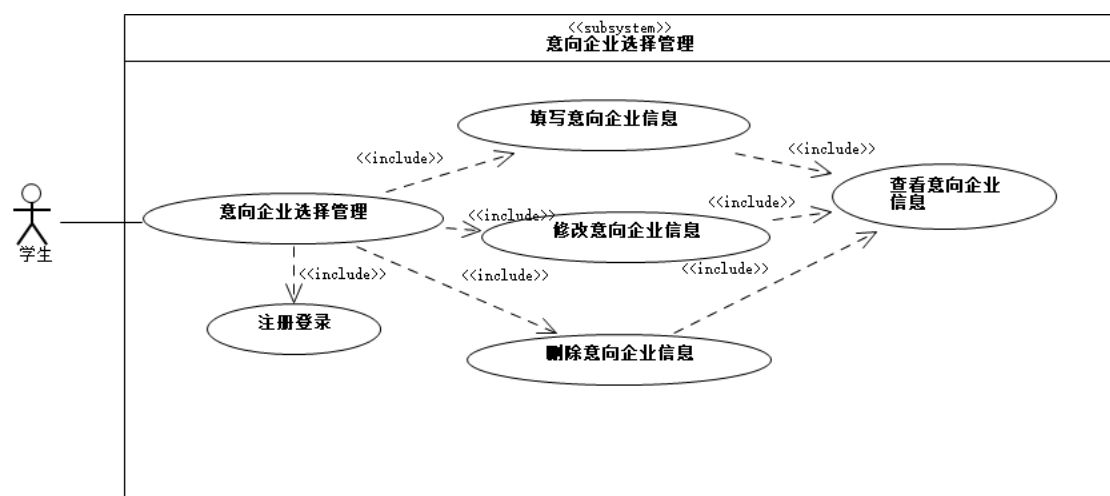 <<subsystem>>
意向企业选择管理
填写意向企业信息
<<include>>
<<include>>
查看意向企业
信息
意向企业选择管理
<<include>>
<<include>>
修改意向企业信息
学生
<<include>>
<<include>>
<<include>>
注册登录
删除意向企业信息